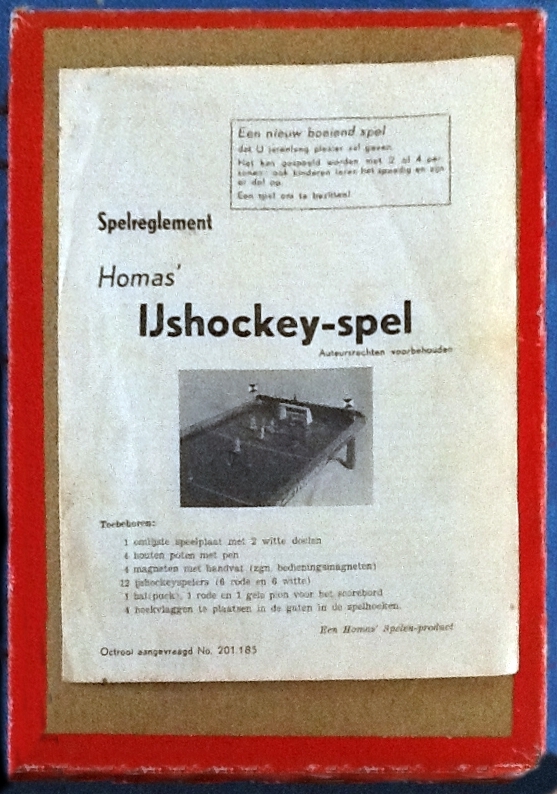 Een nieuw boeiend spel
dat U jarenlang plezier zal geven.
Het kan gespeeld worden met 2 of 4 per-
sonen: ook kinderen leren het spoedig en zijn
er dol op.
Een spel om te bezitten!
Spelreglement
Homas'
IJshockey-spel
Auteursrechten voorbehouden
Toebehoren:
1 omlijste speelplaat met 2 witte doelen
4 houten poten met pen
4 magneten met handvat (zgn. bedieningsmagneten)
12 ijshockeyspelers (6 rode en 6 witte)
1 bal(puck), 1 rode en 1 gele pion voor het scorebord
4 hoekvlaggen te plaatsen in de gaten in de spelhoeken.
Een Homas' Spelen-product
Octrooi aangevraagd No. 201.185